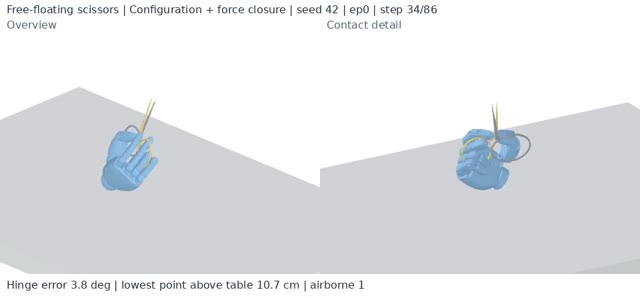 Free-floating scissors | Configuration + force closure | seed 42 | ep0 | step 34/86
Overview
Contact detail
Hinge error 3.8 deg | lowest point above table 10.7 cm | airborne 1